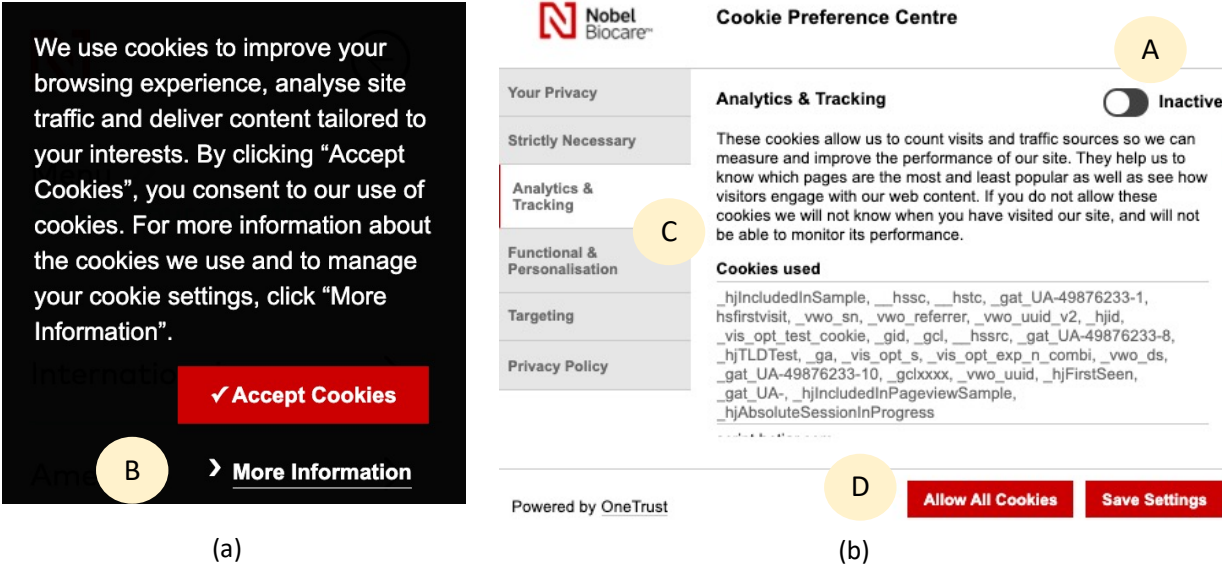 We use cookies to improve your
browsing experience, analyse site
traffic and deliver content tailored to
your interests. By clicking “Accept
Cookies”, you consent to our use of
cookies. For more information about
the cookies we use and to manage
your cookie settings, click “More
Information”.
✓Accept Cookies
B
› More Information
(a)
Nobel
Biocare™
Cookie Preference Centre
A
Your Privacy
Strictly Necessary
Analytics &
Tracking
C
Functional &
Personalisation
Targeting
Privacy Policy
Analytics & Tracking
Inactive
These cookies allow us to count visits and traffic sources so we can
measure and improve the performance of our site. They help us to
know which pages are the most and least popular as well as see how
visitors engage with our web content. If you do not allow these
cookies we will not know when you have visited our site, and will not
be able to monitor its performance.
Cookies used
_hjIncludedInSample, __hssc, __hstc, _gat_UA-49876233-1,
hsfirstvisit, _vwo_sn, _vwo_referrer, _vwo_uuid_v2, _hjid,
_vis_opt_test_cookie, _gid, _gcl, __hssrc, _gat_UA-49876233-8,
_hjTLDTest, _ga, _vis_opt_s, _vis_opt_exp_n_combi, _vwo_ds,
_gat_UA-49876233-10, _gclxxxx, _vwo_uuid, _hjFirstSeen,
_gat_UA-, _hjIncludedInPageviewSample,
_hjAbsoluteSessionInProgress
Powered by OneTrust
D
Allow All Cookies
Save Settings
(b)